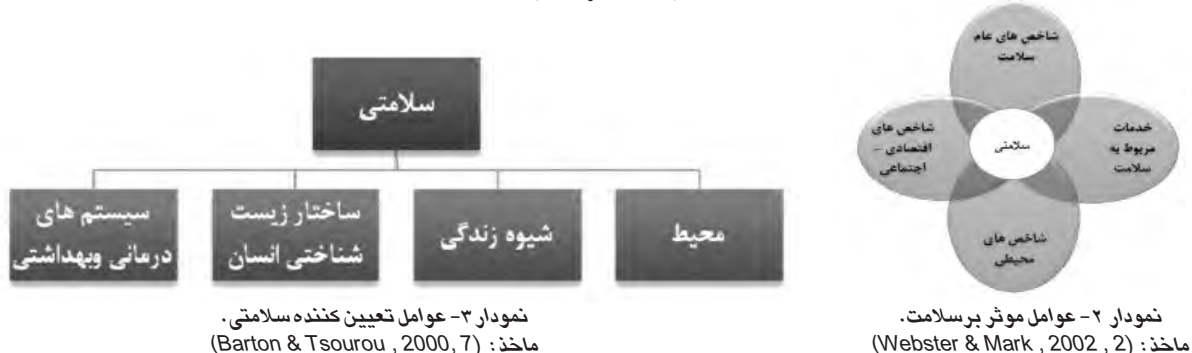 شاخص های عام
سلامت
خدمات
مربوط به
سلامت
سلامتی
شاخص های
اقتصادی –
اجتماعی
شاخص های
محیطی
نمودار ۲- عوامل موثر برسلامت.
ماخذ: (Webster & Mark , 2002 , 2)
سلامتی
محیط
شیوه زندگی
ساختار زیست
شناختی انسان
سیستم های
درمانی وبهداشتی
نمودار ۳- عوامل تعیین کننده سلامتی.
ماخذ: (Barton & Tsourou , 2000, 7)